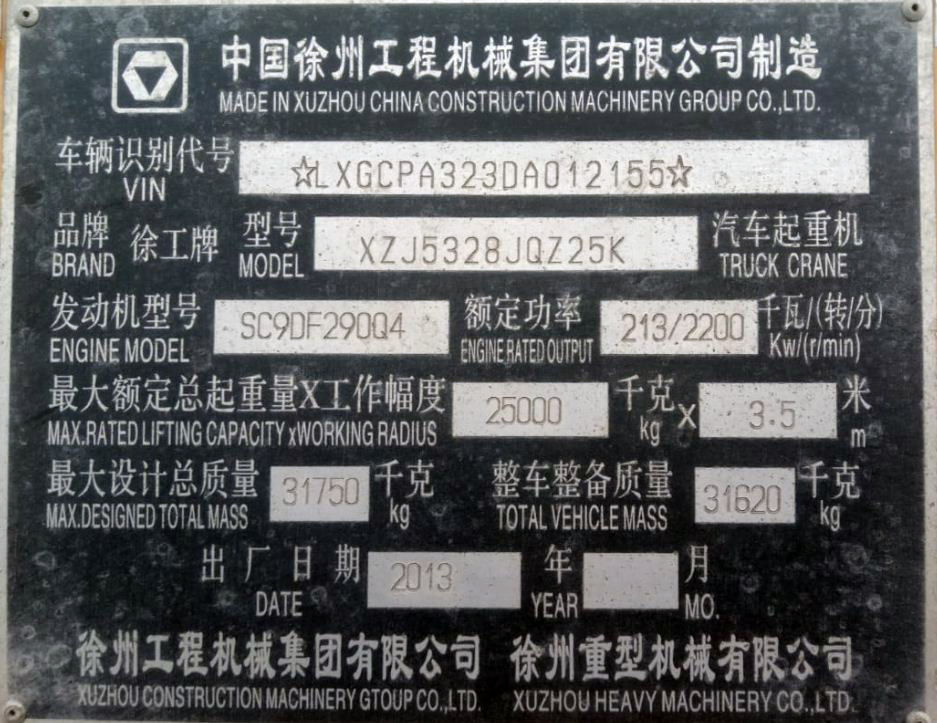 中国徐州工程机械集团有限公司制造
MADE IN XUZHOU CHINA CONSTRUCTION MACHINERY GROUP CO.,LTD.
车辆识别代号 ☆LXGCPA323DA012155☆
VIN
品牌 徐工牌 型号 XZJ5328JQZ25K 汽车起重机
BRAND MODEL TRUCK CRANE
发动机型号 SC9DF290Q4 额定功率 213/2200 千瓦/(转/分)
ENGINE MODEL ENGINE RATED OUTPUT Kw/(r/min)
最大额定总起重量X工作幅度 25000 千克 X 3.5 米
MAX.RATED LIFTING CAPACITY xWORKING RADIUS kg m
最大设计总质量 31750 千克 整车整备质量 31620 千克
MAX.DESIGNED TOTAL MASS kg TOTAL VEHICLE MASS kg
出厂日期 2013 年 月
DATE YEAR MO.
徐州工程机械集团有限公司 徐州重型机械有限公司
XUZHOU CONSTRUCTION MACHINERY GTOUP CO.,LTD. XUZHOU HEAVY MACHINERY CO.,LTD.